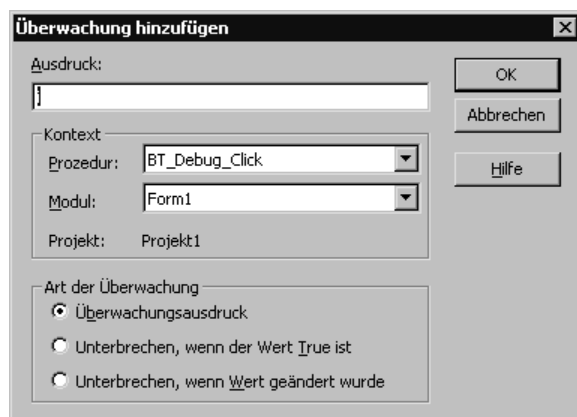 Überwachung hinzufügen
Ausdruck:
OK
Abbrechen
Kontext
Prozedur: BT_Debug_Click
Hilfe
Modul: Form1
Projekt: Projekt1
Art der Überwachung
Überwachungsausdruck
Unterbrechen, wenn der Wert True ist
Unterbrechen, wenn Wert geändert wurde